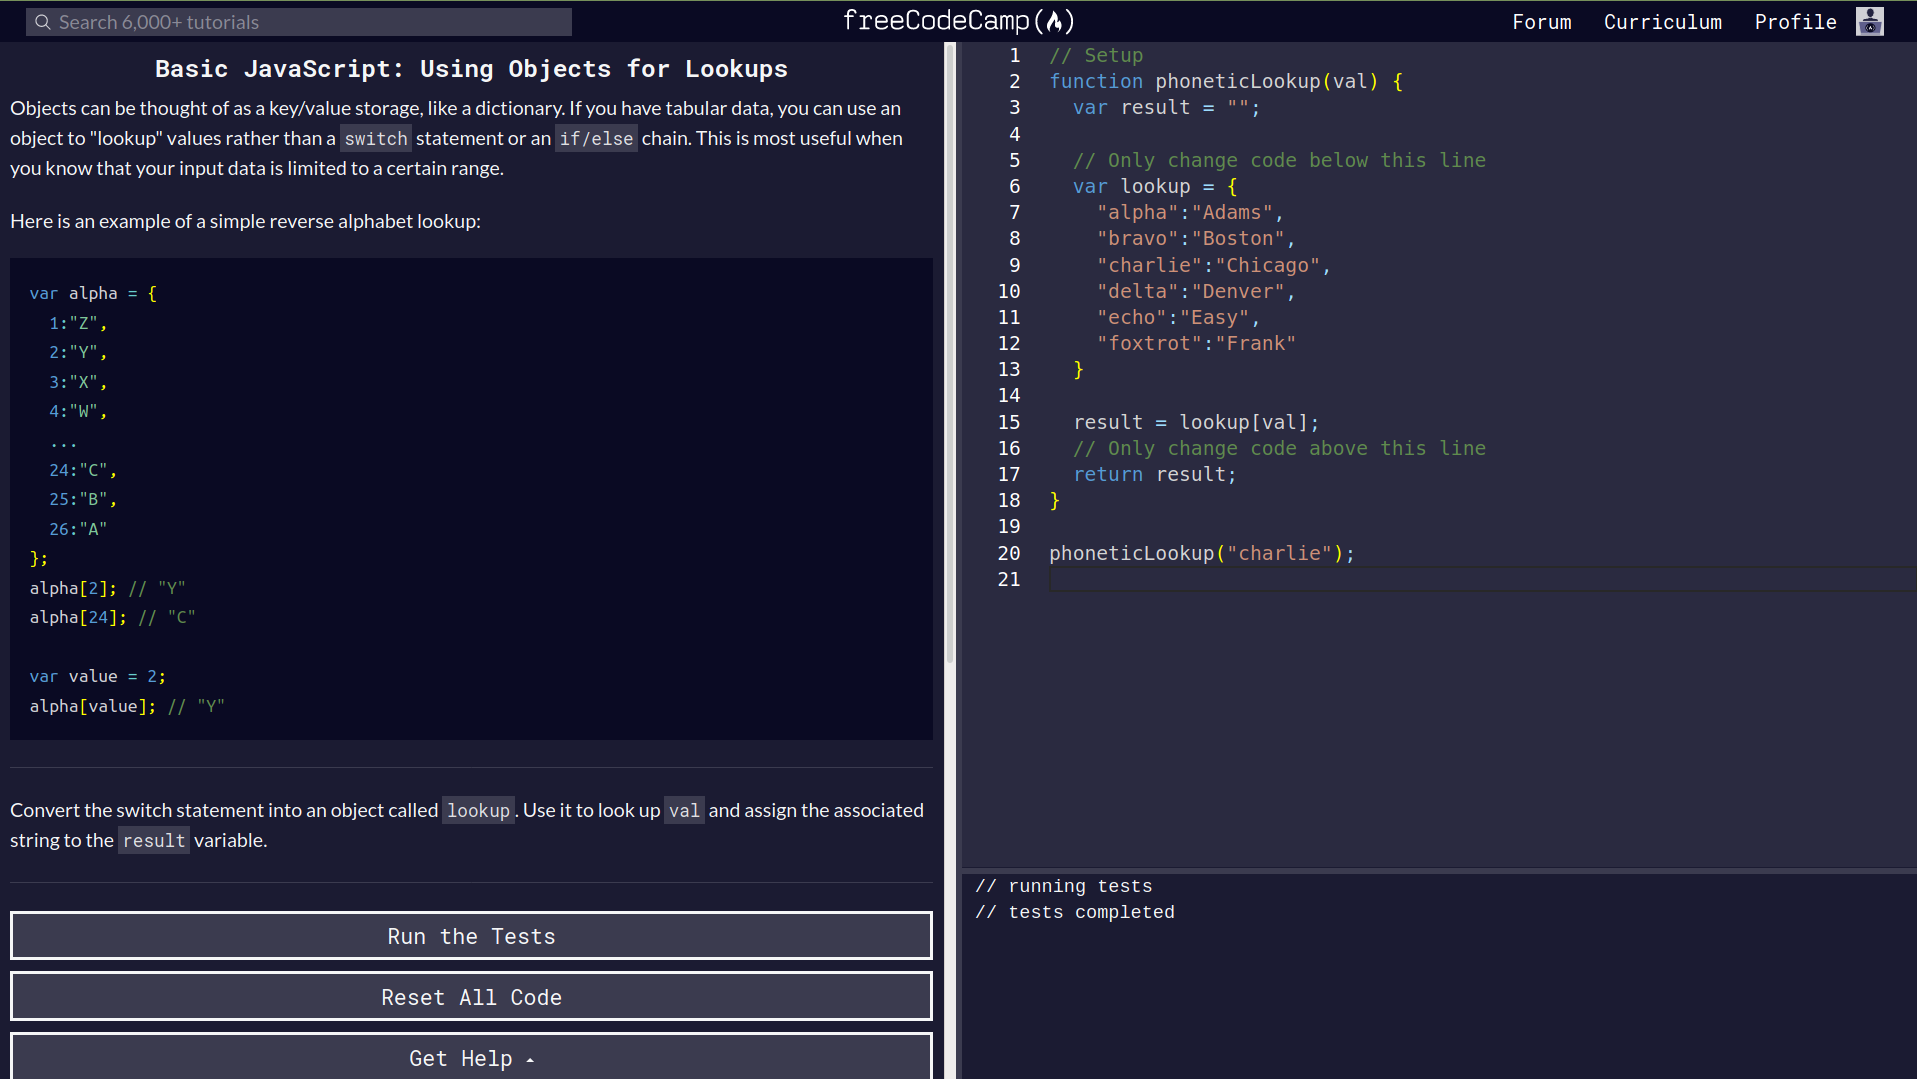 Search 6,000+ tutorials
freeCodeCamp
Forum
Curriculum
Profile
Basic JavaScript: Using Objects for Lookups
Objects can be thought of as a key/value storage, like a dictionary. If you have tabular data, you can use an
object to "lookup" values rather than a switch statement or an if/else chain. This is most useful when
you know that your input data is limited to a certain range.
Here is an example of a simple reverse alphabet lookup:
var alpha = {
  1:"Z",
  2:"Y",
  3:"X",
  4:"W",
  ...
  24:"C",
  25:"B",
  26:"A"
};
alpha[2]; // "Y"
alpha[24]; // "C"
var value = 2;
alpha[value]; // "Y"
Convert the switch statement into an object called lookup. Use it to look up val and assign the associated
string to the result variable.
Run the Tests
Reset All Code
Get Help
1 // Setup
2 function phoneticLookup(val) {
3   var result = "";
4
5   // Only change code below this line
6   var lookup = {
7     "alpha":"Adams",
8     "bravo":"Boston",
9     "charlie":"Chicago",
10     "delta":"Denver",
11     "echo":"Easy",
12     "foxtrot":"Frank"
13   }
14
15   result = lookup[val];
16   // Only change code above this line
17   return result;
18 }
19
20 phoneticLookup("charlie");
21
// running tests
// tests completed